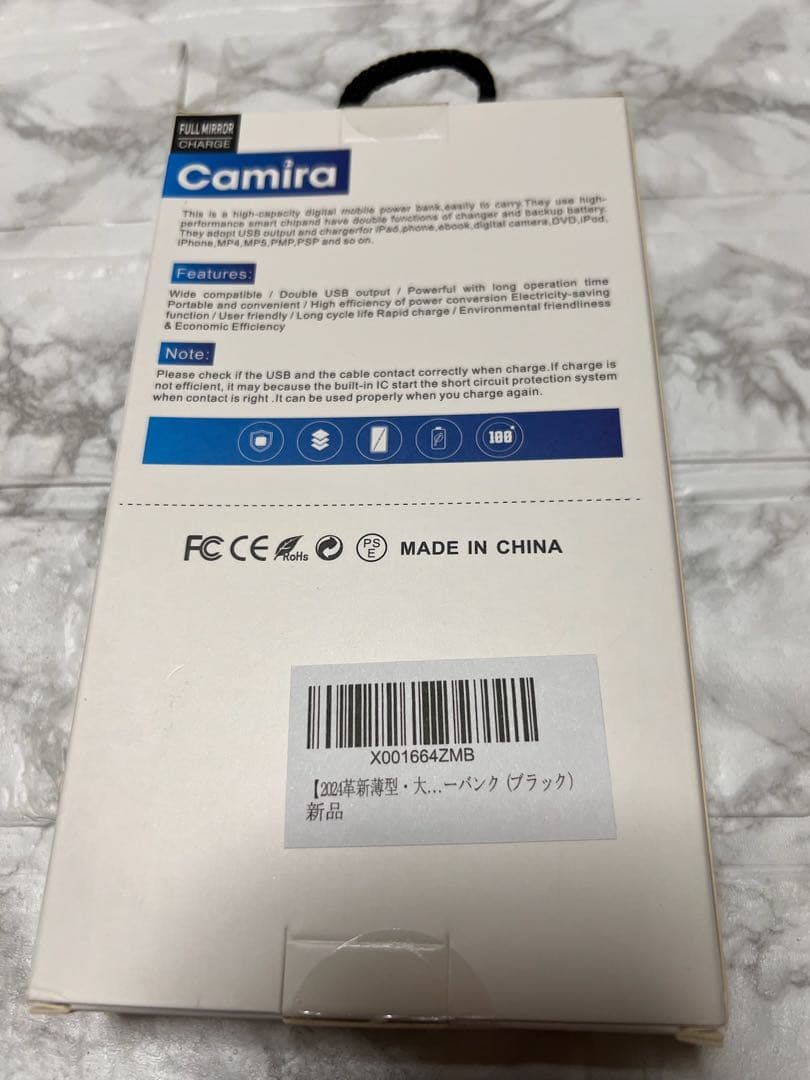 FULL MIRROR
CHARGE
Camira
This is a high-capacity digital mobile power bank,easily to carry.They use high-
performance smart chipand have double functions of changer and backup battery.
They adopt USB output and chargerfor iPad,phone,ebook,digital camera,DVD,iPod,
iPhone,MP4,MP5,PMP,PSP and so on.
Features:
Wide compatible / Double USB output / Powerful with long operation time
Portable and convenient / High efficiency of power conversion Electricity-saving
function / User friendly / Long cycle life Rapid charge / Environmental friendliness
& Economic Efficiency
Note:
Please check if the USB and the cable contact correctly when charge.If charge is
not efficient, it may because the built-in IC start the short circuit protection system
when contact is right .It can be used properly when you charge again.
100°
FC CE RoHs PS E MADE IN CHINA
X001664ZMB
【2024革新薄型・大...ーバンク (ブラック)
新品